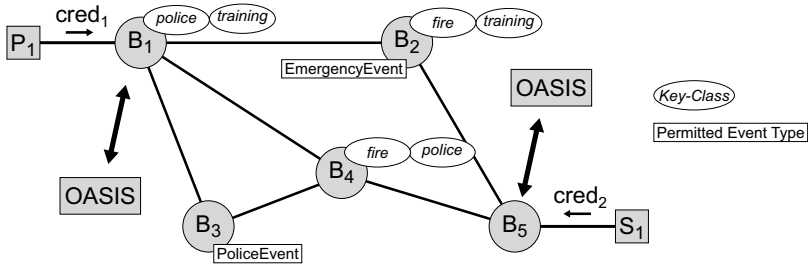 cred1
police training
fire training
P1
B1
B2
EmergencyEvent
OASIS
Key-Class
Permitted Event Type
fire police
B4
OASIS
cred2
B3
B5
S1
PoliceEvent